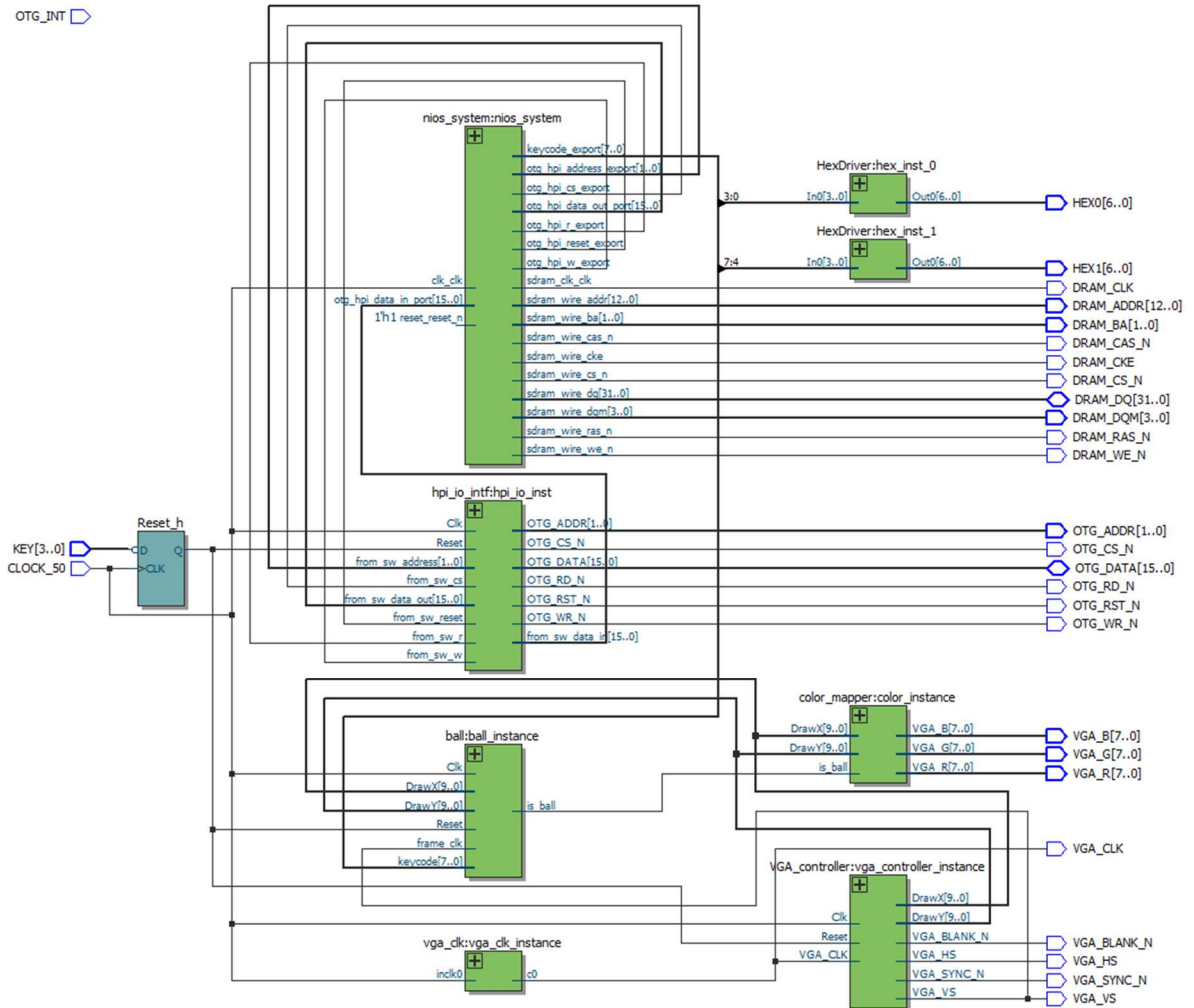 OTG_INT
nios_system:nios_system
keycode_export[7..0]
otg_hpi_address_export[1..0]
otg_hpi_cs_export
otg_hpi_data_out_port[15..0]
otg_hpi_r_export
otg_hpi_reset_export
otg_hpi_w_export
clk_clk
sdram_clk_clk
otg_hpi_data_in_port[15..0]
sdram_wire_addr[12..0]
1'h1 reset_reset_n
sdram_wire_ba[1..0]
sdram_wire_cas_n
sdram_wire_cke
sdram_wire_cs_n
sdram_wire_dq[31..0]
sdram_wire_dqm[3..0]
sdram_wire_ras_n
sdram_wire_we_n
HexDriver:hex_inst_0
3:0
In0[3..0]
Out0[6..0]
HEX0[6..0]
HexDriver:hex_inst_1
7:4
In0[3..0]
Out0[6..0]
HEX1[6..0]
DRAM_CLK
DRAM_ADDR[12..0]
DRAM_BA[1..0]
DRAM_CAS_N
DRAM_CKE
DRAM_CS_N
DRAM_DQ[31..0]
DRAM_DQM[3..0]
DRAM_RAS_N
DRAM_WE_N
Reset_h
KEY[3..0]
D
Q
CLOCK_50
CLK
hpi_io_intf:hpi_io_inst
Clk
OTG_ADDR[1..0]
Reset
OTG_CS_N
from_sw_address[1..0]
OTG_DATA[15..0]
from_sw_cs
OTG_RD_N
from_sw_data_out[15..0]
OTG_RST_N
from_sw_reset
OTG_WR_N
from_sw_r
from_sw_data_in[15..0]
from_sw_w
OTG_ADDR[1..0]
OTG_CS_N
OTG_DATA[15..0]
OTG_RD_N
OTG_RST_N
OTG_WR_N
color_mapper:color_instance
DrawX[9..0]
VGA_B[7..0]
DrawY[9..0]
VGA_G[7..0]
is_ball
VGA_R[7..0]
VGA_B[7..0]
VGA_G[7..0]
VGA_R[7..0]
ball:ball_instance
Clk
DrawX[9..0]
DrawY[9..0]
is_ball
Reset
frame_clk
keycode[7..0]
VGA_CLK
VGA_controller:vga_controller_instance
DrawX[9..0]
Clk
DrawY[9..0]
Reset
VGA_BLANK_N
VGA_CLK
VGA_HS
VGA_SYNC_N
VGA_VS
VGA_BLANK_N
VGA_HS
VGA_SYNC_N
VGA_VS
vga_clk:vga_clk_instance
inclk0
c0